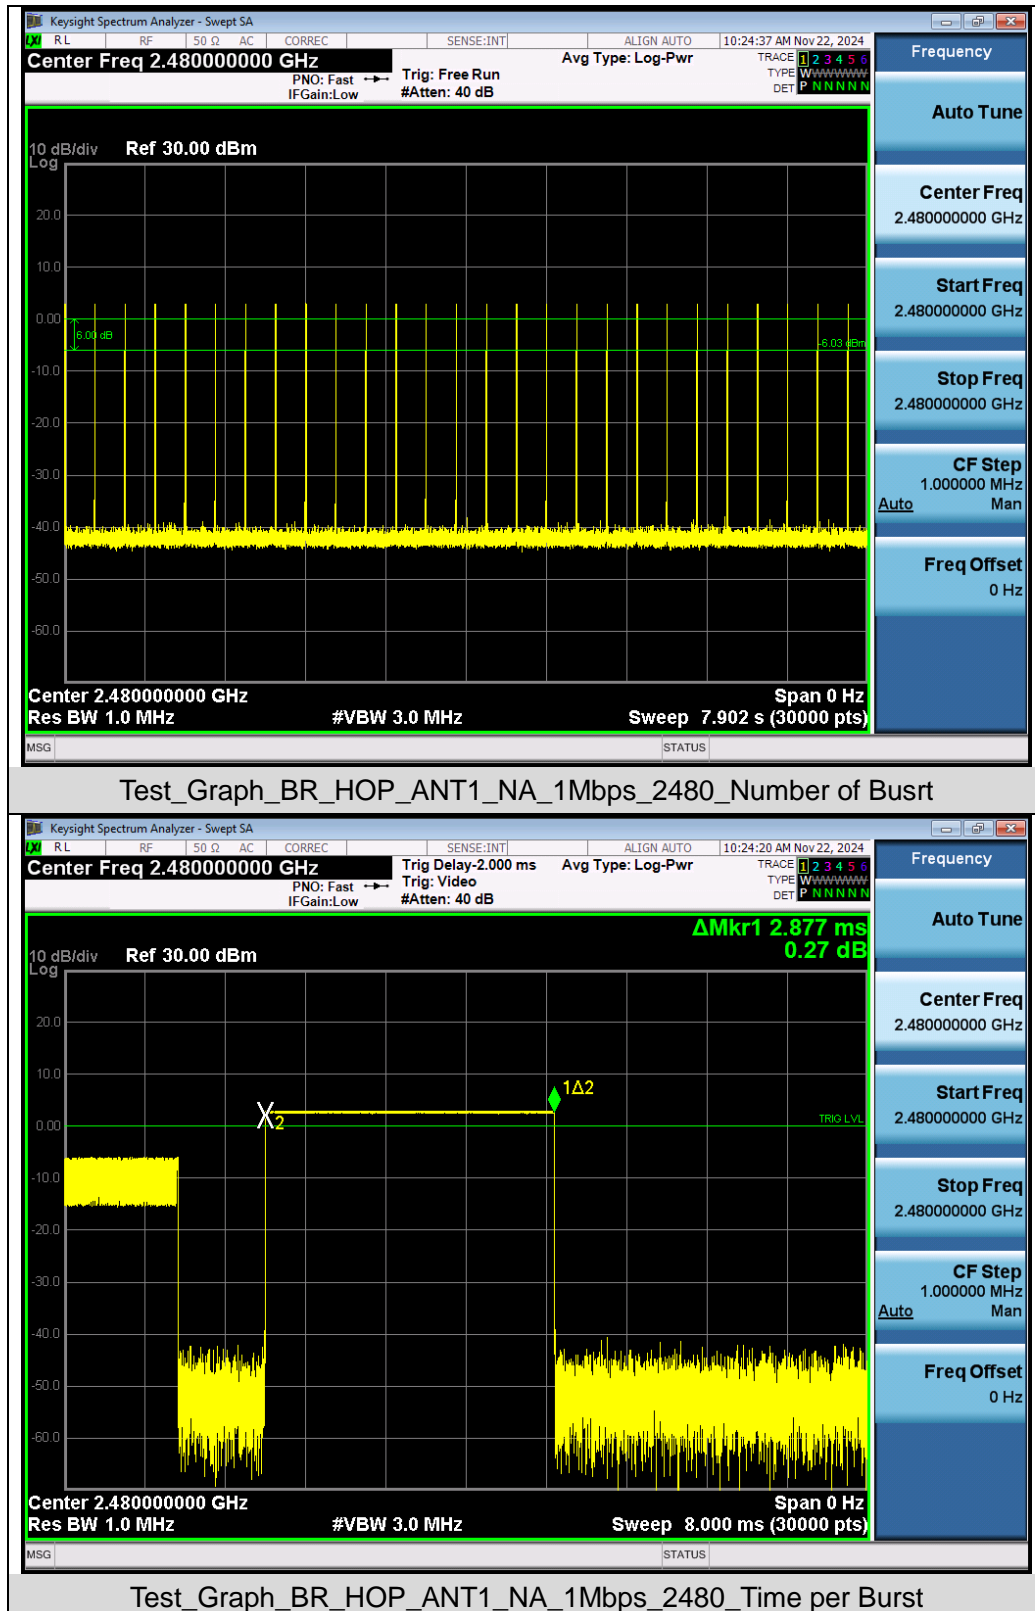 Keysight Spectrum Analyzer - Swept SA
LXI RL RF 50 Ω AC CORREC SENSE:INT ALIGN AUTO 10:24:37 AM Nov 22, 2024
Center Freq 2.480000000 GHz
PNO: Fast
IFGain:Low
Trig: Free Run
#Atten: 40 dB
Avg Type: Log-Pwr
TRACE 1 2 3 4 5 6
TYPE WWWWWW
DET P N N N N N
Frequency
Auto Tune
Center Freq
2.480000000 GHz
Start Freq
2.480000000 GHz
Stop Freq
2.480000000 GHz
CF Step
1.000000 MHz
Auto Man
Freq Offset
0 Hz
10 dB/div Ref 30.00 dBm
Log
20.0
10.0
0.00
6.00 dB
-6.03 dBm
-10.0
-20.0
-30.0
-40.0
-50.0
-60.0
Center 2.480000000 GHz Span 0 Hz
Res BW 1.0 MHz #VBW 3.0 MHz Sweep 7.902 s (30000 pts)
MSG STATUS
Test_Graph_BR_HOP_ANT1_NA_1Mbps_2480_Number of Busrt
Keysight Spectrum Analyzer - Swept SA
LXI RL RF 50 Ω AC CORREC SENSE:INT ALIGN AUTO 10:24:20 AM Nov 22, 2024
Center Freq 2.480000000 GHz
PNO: Fast
IFGain:Low
Trig Delay-2.000 ms
Trig: Video
#Atten: 40 dB
Avg Type: Log-Pwr
TRACE 1 2 3 4 5 6
TYPE WWWWWW
DET P N N N N N
Frequency
Auto Tune
Center Freq
2.480000000 GHz
Start Freq
2.480000000 GHz
Stop Freq
2.480000000 GHz
CF Step
1.000000 MHz
Auto Man
Freq Offset
0 Hz
ΔMkr1 2.877 ms
0.27 dB
10 dB/div Ref 30.00 dBm
Log
20.0
10.0
1Δ2
X2
0.00
TRIG LVL
-10.0
-20.0
-30.0
-40.0
-50.0
-60.0
Center 2.480000000 GHz Span 0 Hz
Res BW 1.0 MHz #VBW 3.0 MHz Sweep 8.000 ms (30000 pts)
MSG STATUS
Test_Graph_BR_HOP_ANT1_NA_1Mbps_2480_Time per Burst